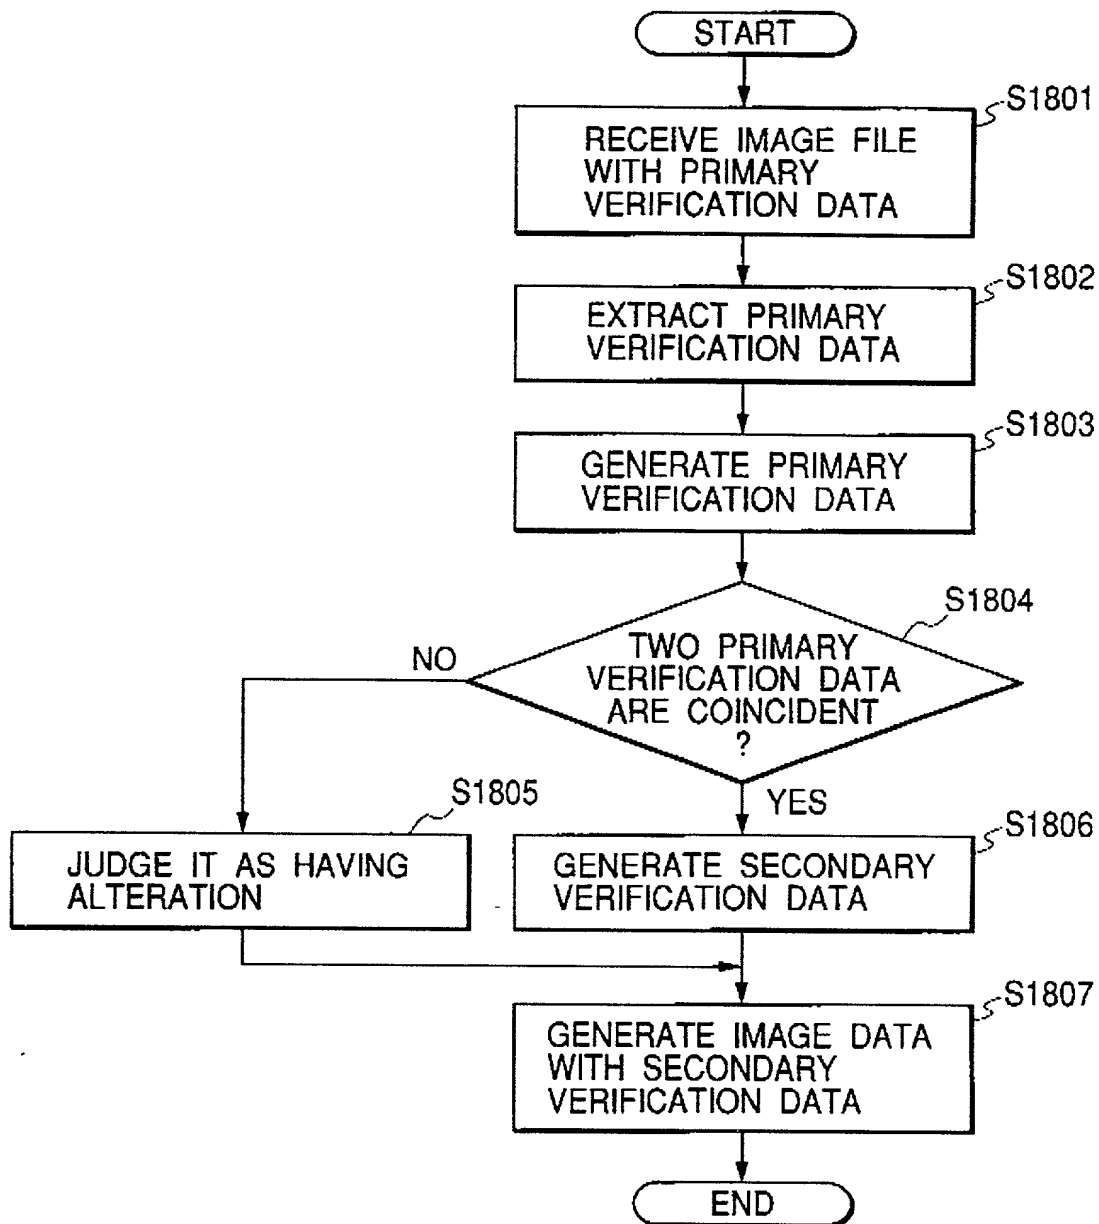 START
S1801
RECEIVE IMAGE FILE
WITH PRIMARY
VERIFICATION DATA
S1802
EXTRACT PRIMARY
VERIFICATION DATA
S1803
GENERATE PRIMARY
VERIFICATION DATA
S1804
TWO PRIMARY
VERIFICATION DATA
ARE COINCIDENT
?
NO
YES
S1805
JUDGE IT AS HAVING
ALTERATION
S1806
GENERATE SECONDARY
VERIFICATION DATA
S1807
GENERATE IMAGE DATA
WITH SECONDARY
VERIFICATION DATA
END